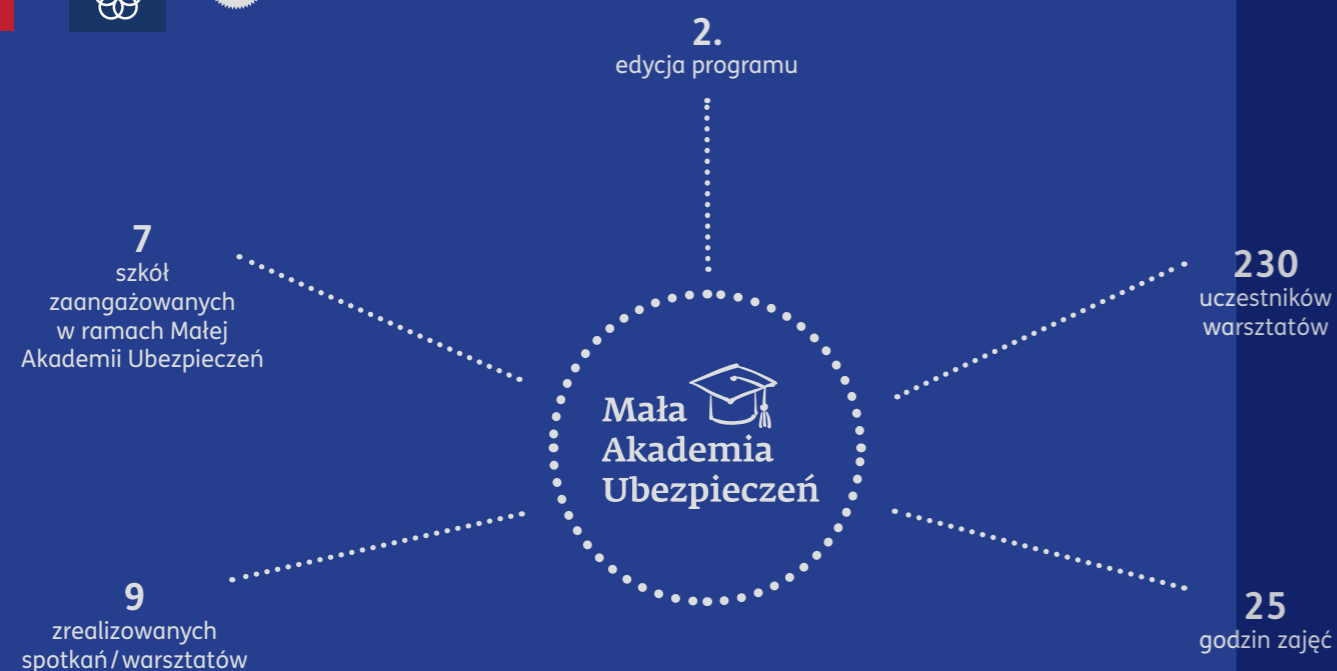 2.
edycja programu
7
szkół
zaangażowanych
w ramach Małej
Akademii Ubezpieczeń
230
uczestników
warsztatów
Mała
Akademia
Ubezpieczeń
9
zrealizowanych
spotkań/warsztatów
25
godzin zajęć